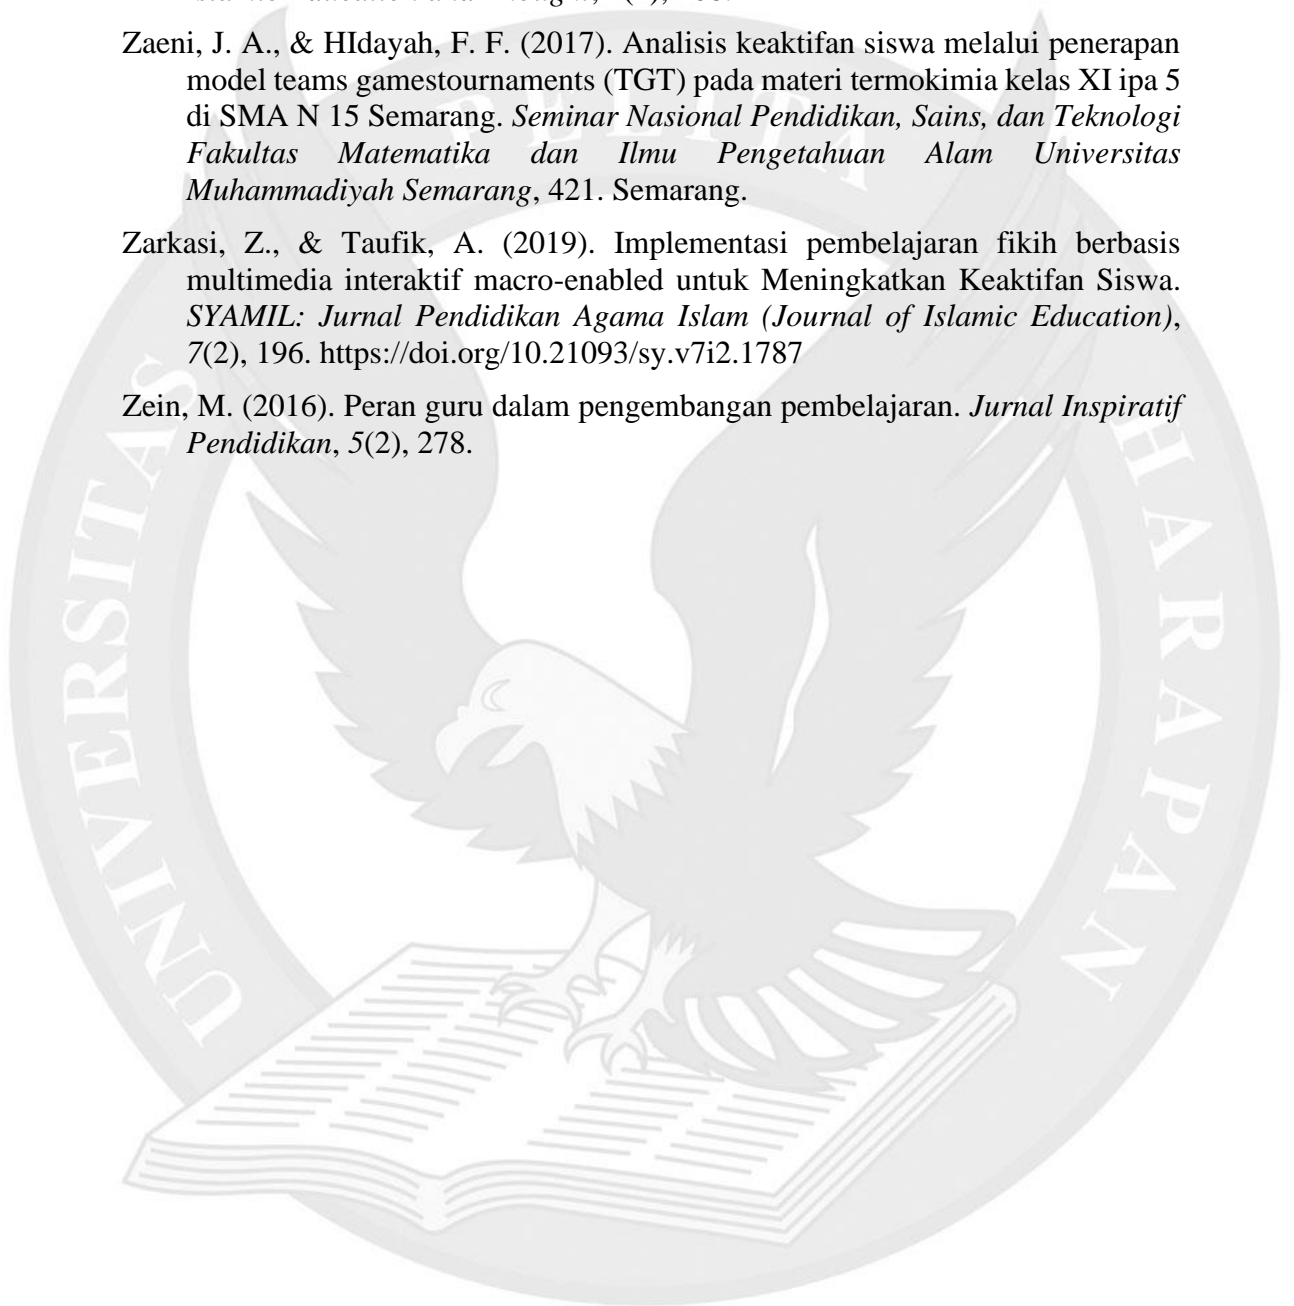 Zaeni, J. A., & HIdayah, F. F. (2017). Analisis keaktifan siswa melalui penerapan
model teams gamestournaments (TGT) pada materi termokimia kelas XI ipa 5
di SMA N 15 Semarang. Seminar Nasional Pendidikan, Sains, dan Teknologi
Fakultas Matematika dan Ilmu Pengetahuan Alam Universitas
Muhammadiyah Semarang, 421. Semarang.
Zarkasi, Z., & Taufik, A. (2019). Implementasi pembelajaran fikih berbasis
multimedia interaktif macro-enabled untuk Meningkatkan Keaktifan Siswa.
SYAMIL: Jurnal Pendidikan Agama Islam (Journal of Islamic Education),
7(2), 196. https://doi.org/10.21093/sy.v7i2.1787
Zein, M. (2016). Peran guru dalam pengembangan pembelajaran. Jurnal Inspiratif
Pendidikan, 5(2), 278.
UNIVERSITAS
PELITA
HARAPAN